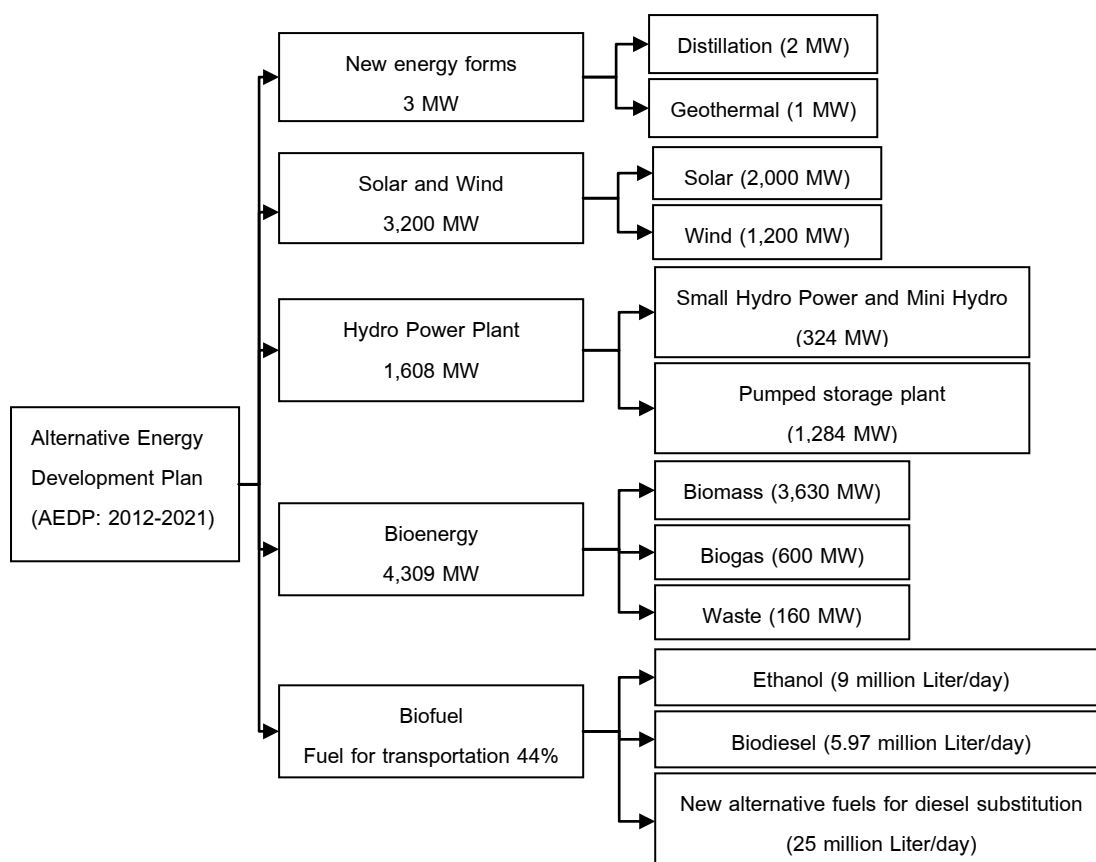 Alternative Energy
Development Plan
(AEDP: 2012-2021)
New energy forms
3 MW
Distillation (2 MW)
Geothermal (1 MW)
Solar and Wind
3,200 MW
Solar (2,000 MW)
Wind (1,200 MW)
Hydro Power Plant
1,608 MW
Small Hydro Power and Mini Hydro
(324 MW)
Pumped storage plant
(1,284 MW)
Bioenergy
4,309 MW
Biomass (3,630 MW)
Biogas (600 MW)
Waste (160 MW)
Biofuel
Fuel for transportation 44%
Ethanol (9 million Liter/day)
Biodiesel (5.97 million Liter/day)
New alternative fuels for diesel substitution
(25 million Liter/day)